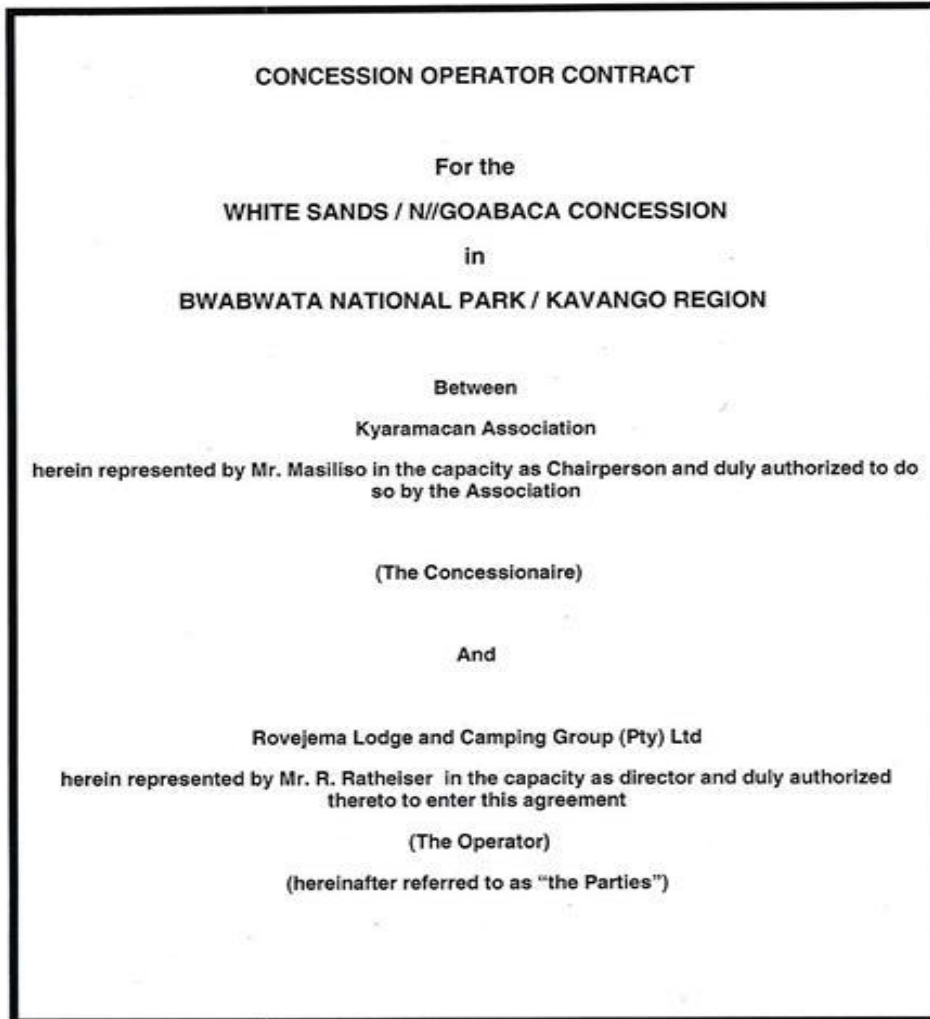 CONCESSION OPERATOR CONTRACT
For the
WHITE SANDS / N//GOABACA CONCESSION
in
BWABWATA NATIONAL PARK / KAVANGO REGION
Between
Kyaramacan Association
herein represented by Mr. Masiliso in the capacity as Chairperson and duly authorized to do
so by the Association
(The Concessionaire)
And
Rovejema Lodge and Camping Group (Pty) Ltd
herein represented by Mr. R. Ratheiser in the capacity as director and duly authorized
thereto to enter this agreement
(The Operator)
(hereinafter referred to as “the Parties”)